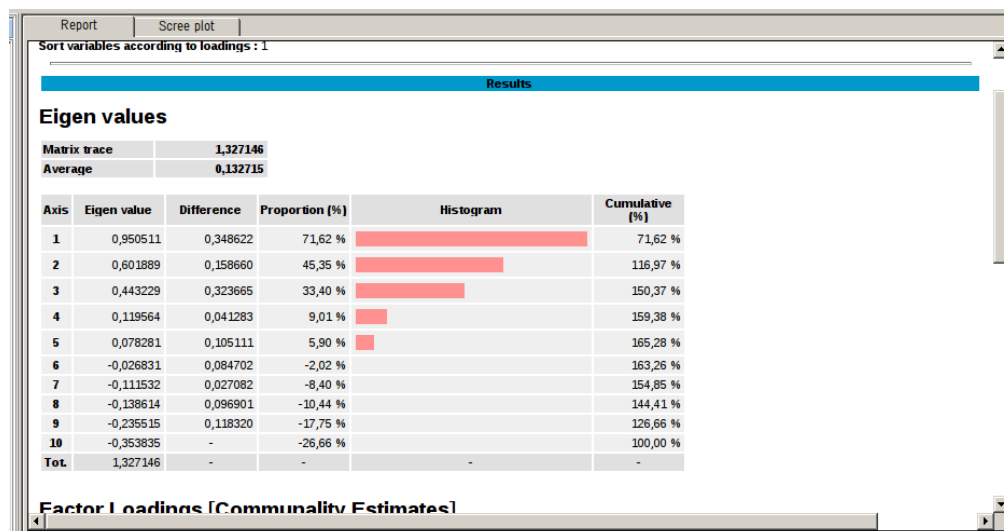 Report Scree plot
Sort variables according to loadings : 1
Results
Eigen values
Matrix trace 1,327146
Average 0,132715
Axis Eigen value Difference Proportion (%) Histogram Cumulative (%)
1 0,950511 0,348622 71,62 % 71,62 %
2 0,601889 0,158660 45,35 % 116,97 %
3 0,443229 0,323665 33,40 % 150,37 %
4 0,119564 0,041283 9,01 % 159,38 %
5 0,078281 0,105111 5,90 % 165,28 %
6 -0,026831 0,084702 -2,02 % 163,26 %
7 -0,111532 0,027082 -8,40 % 154,85 %
8 -0,138614 0,096901 -10,44 % 144,41 %
9 -0,235515 0,118320 -17,75 % 126,66 %
10 -0,353835 - -26,66 % 100,00 %
Tot. 1,327146 - - - -
Factor Loadings [Communality Estimates]